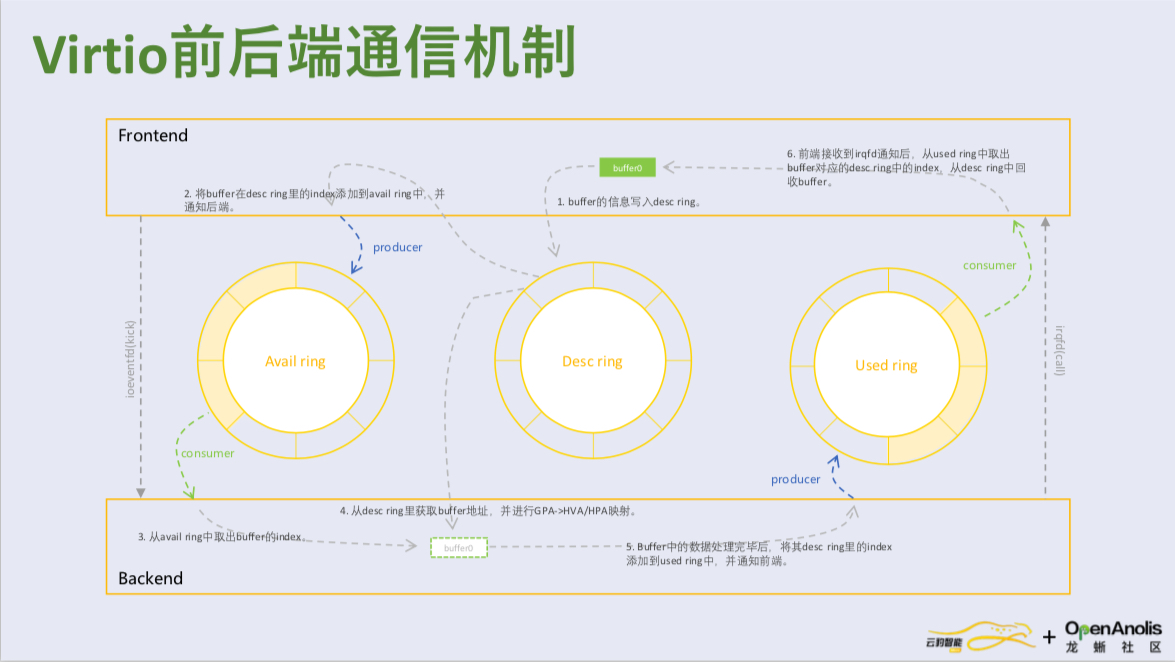 Virtio前后端通信机制
Frontend
6. 前端接收到irqfd通知后，从used ring中取出
buffer对应的desc ring中的index，从desc ring中回
收buffer。
buffer0
2. 将buffer在desc ring里的index添加到avail ring中，并
通知后端。
1. buffer的信息写入desc ring。
producer
consumer
ioeventfd(kick)
Avail ring
Desc ring
Used ring
irqfd(call)
consumer
producer
4. 从desc ring里获取buffer地址，并进行GPA->HVA/HPA映射。
3. 从avail ring中取出buffer的index。
buffer0
5. Buffer中的数据处理完毕后，将其desc ring里的index
添加到used ring中，并通知前端。
Backend
云豹智能
+
OpenAnolis
龙蜥社区